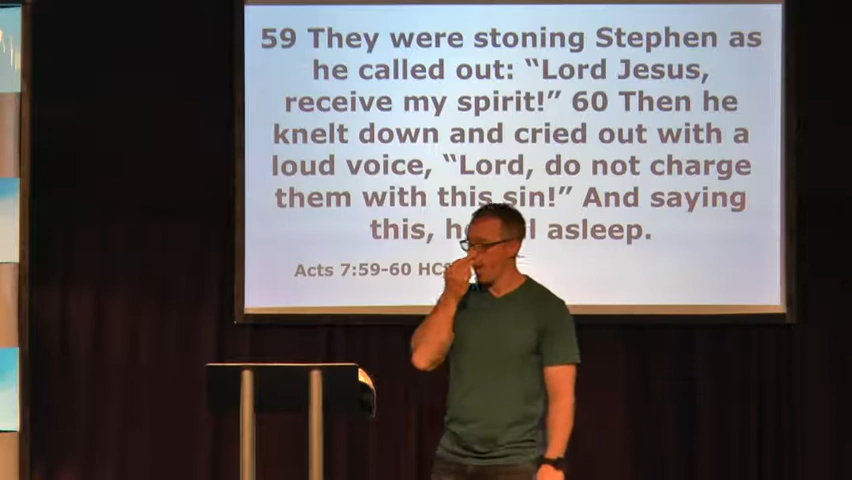 59 They were stoning Stephen as
he called out: “Lord Jesus,
receive my spirit!” 60 Then he
knelt down and cried out with a
loud voice, “Lord, do not charge
them with this sin!” And saying
this, asleep.
Acts 7:59-60